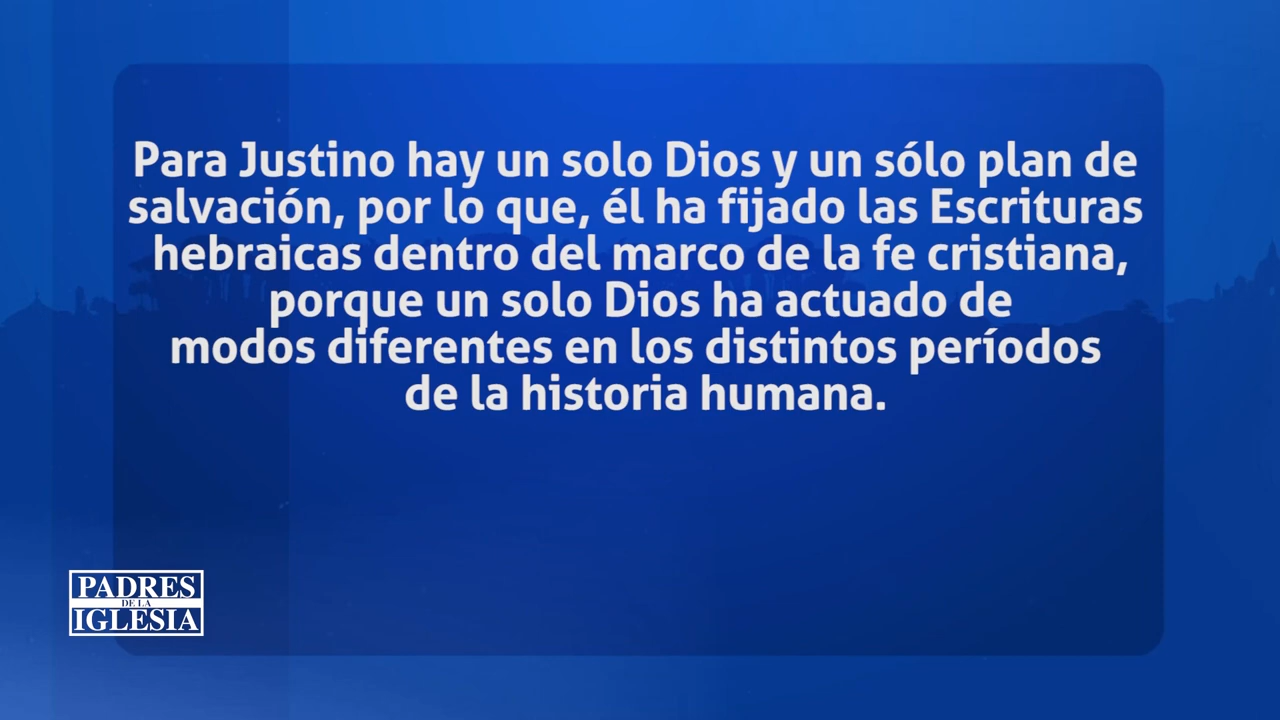 Para Justino hay un solo Dios y un sólo plan de
salvación, por lo que, él ha fijado las Escrituras
hebraicas dentro del marco de la fe cristiana,
porque un solo Dios ha actuado de
modos diferentes en los distintos períodos
de la historia humana.
PADRES
DE LA
IGLESIA